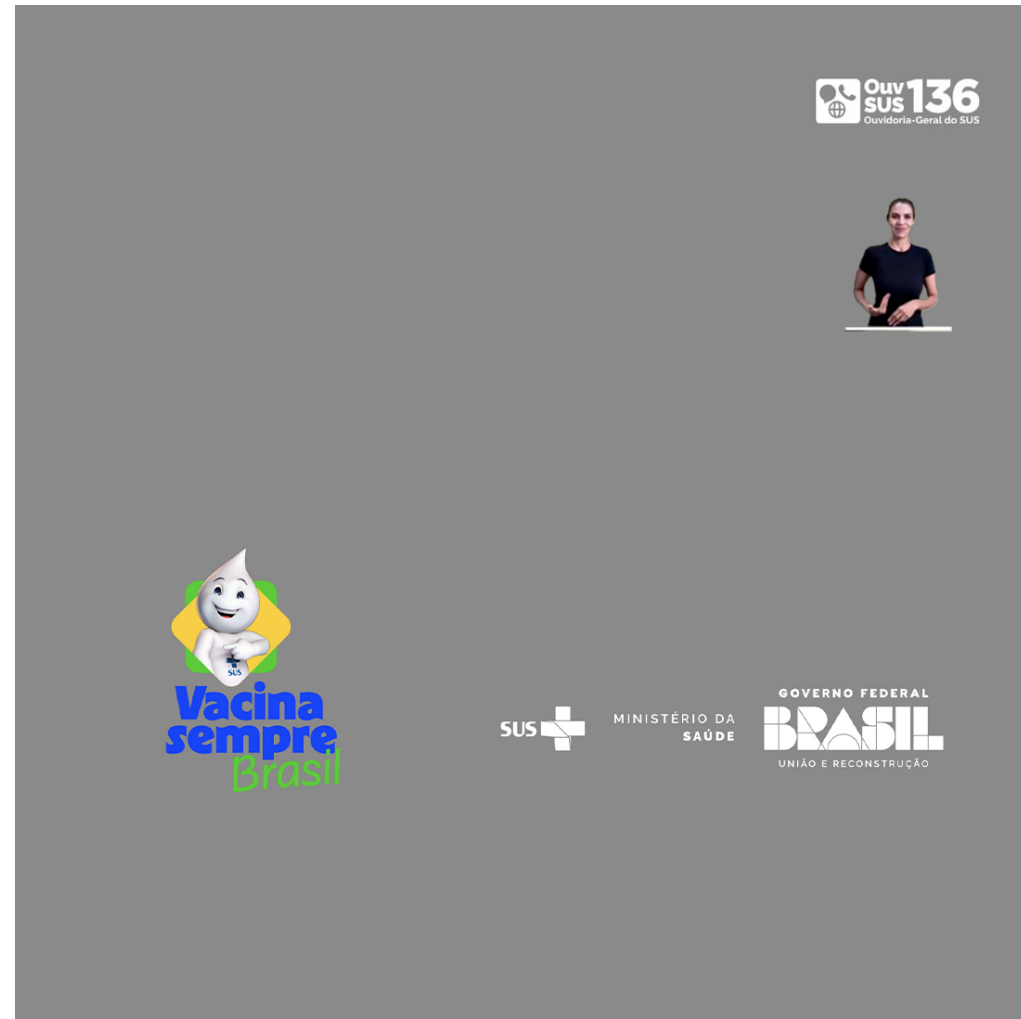 Ouv
SUS 136
Ouvidoria-Geral do SUS
SUS
Vacina
sempre
Brasil
SUS
MINISTÉRIO DA
SAÚDE
GOVERNO FEDERAL
BRASIL
UNIÃO E RECONSTRUÇÃO